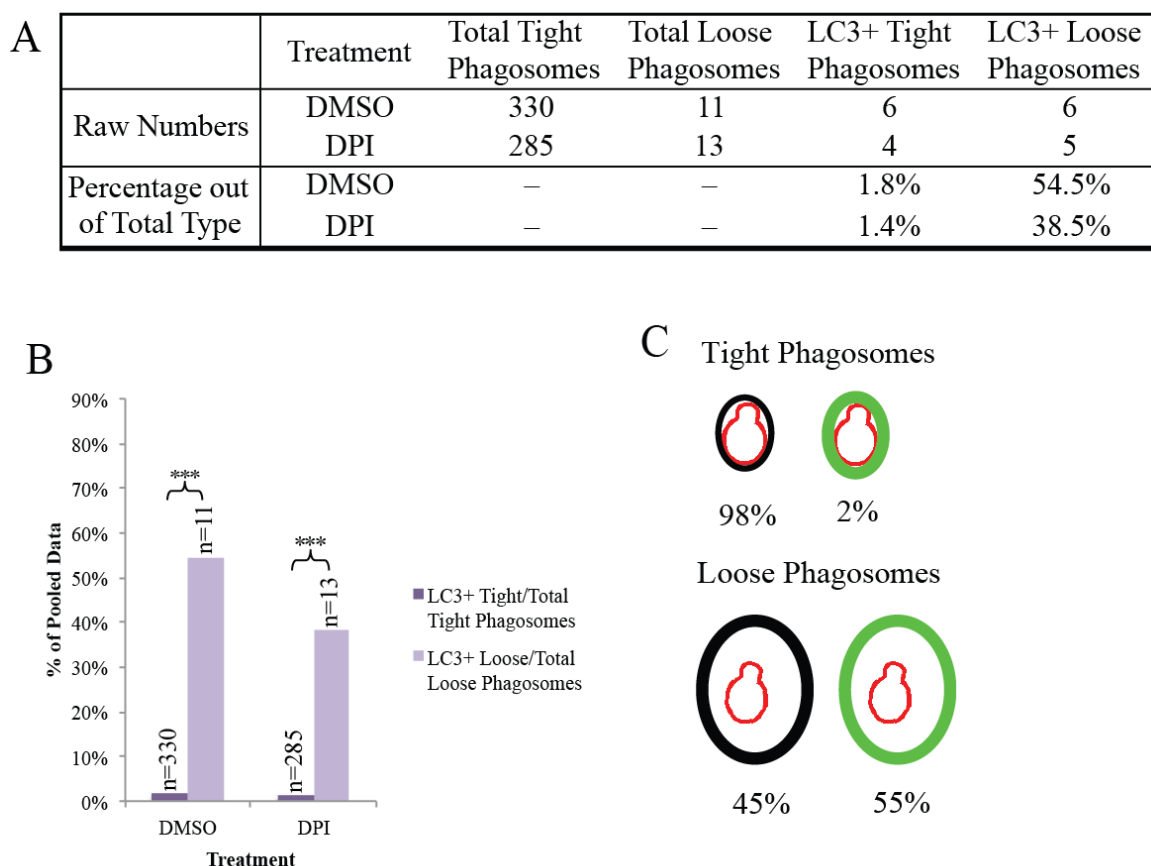 A
Treatment Total Tight Phagosomes Total Loose Phagosomes LC3+ Tight Phagosomes LC3+ Loose Phagosomes
Raw Numbers
DMSO 330 11 6 6
DPI 285 13 4 5
Percentage out of Total Type
DMSO – – 1.8% 54.5%
DPI – – 1.4% 38.5%
B
90%
80%
70%
60%
50%
40%
30%
20%
10%
0%
% of Pooled Data
***
n=11
n=330
***
n=13
n=285
DMSO
DPI
Treatment
LC3+ Tight/Total
Tight Phagosomes
LC3+ Loose/Total
Loose Phagosomes
C
Tight Phagosomes
98% 2%
Loose Phagosomes
45% 55%